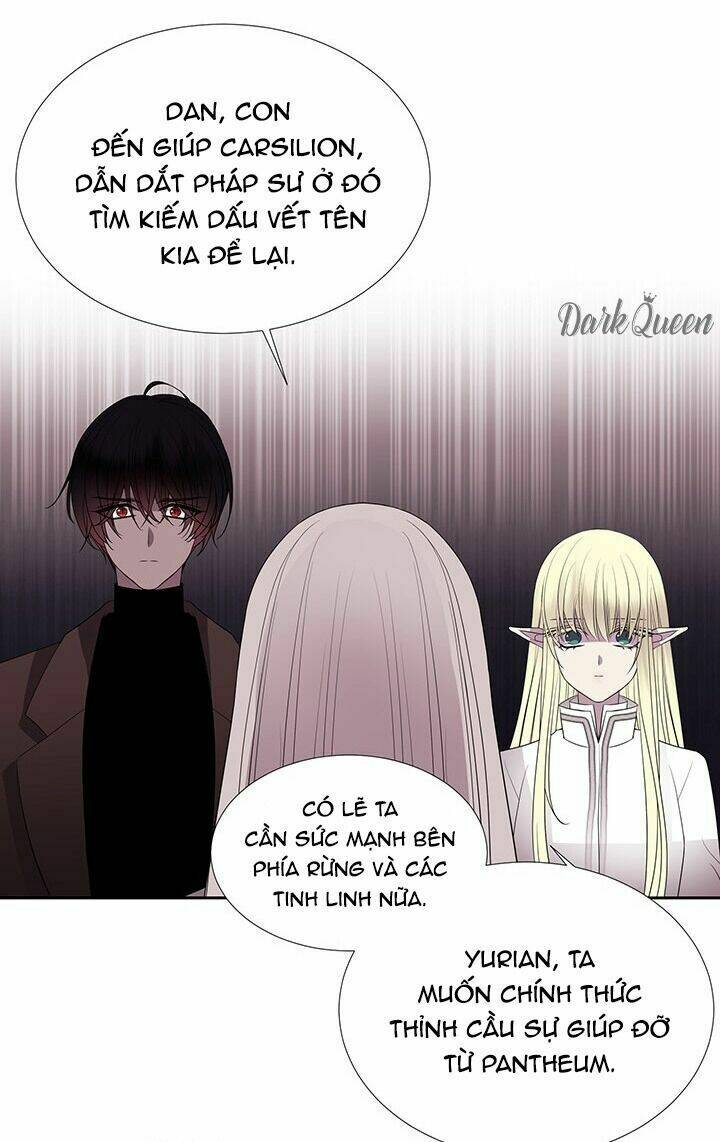 DAN, CON
ĐẾN GIÚP CARSILION,
DẪN DẮT PHÁP SƯ Ở ĐÓ
TÌM KIẾM DẤU VẾT TÊN
KIA ĐỂ LẠI.
Dark Queen
CÓ LẼ TA
CẦN SỨC MẠNH BÊN
PHÍA RỪNG VÀ CÁC
TINH LINH NỮA.
YURIAN, TA
MUỐN CHÍNH THỨC
THỈNH CẦU SỰ GIÚP ĐỠ
TỪ PANTHEUM.